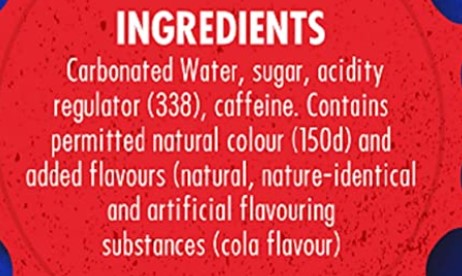 INGREDIENTS
Carbonated Water, sugar, acidity
regulator (338), caffeine. Contains
permitted natural colour (150d) and
added flavours (natural, nature-identical
and artificial flavouring
substances (cola flavour)